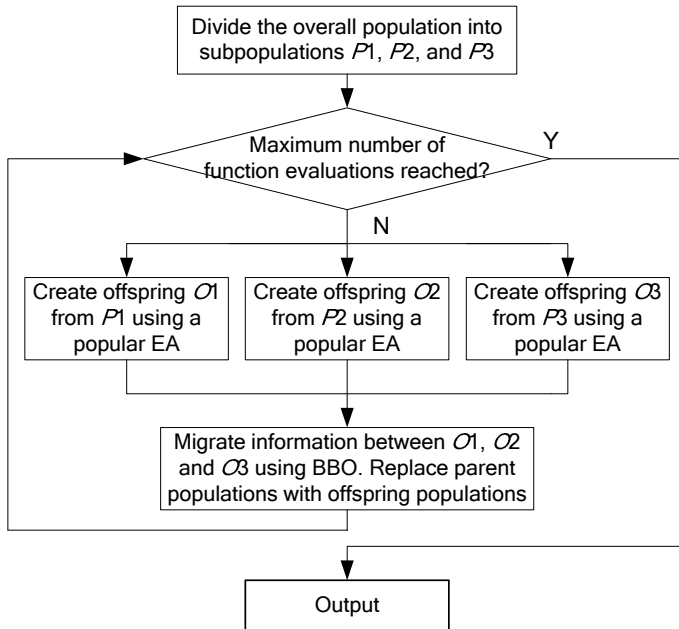 Divide the overall population into
subpopulations P1, P2, and P3
Maximum number of
function evaluations reached?
Y
N
Create offspring O1
from P1 using a
popular EA
Create offspring O2
from P2 using a
popular EA
Create offspring O3
from P3 using a
popular EA
Migrate information between O1, O2
and O3 using BBO. Replace parent
populations with offspring populations
Output